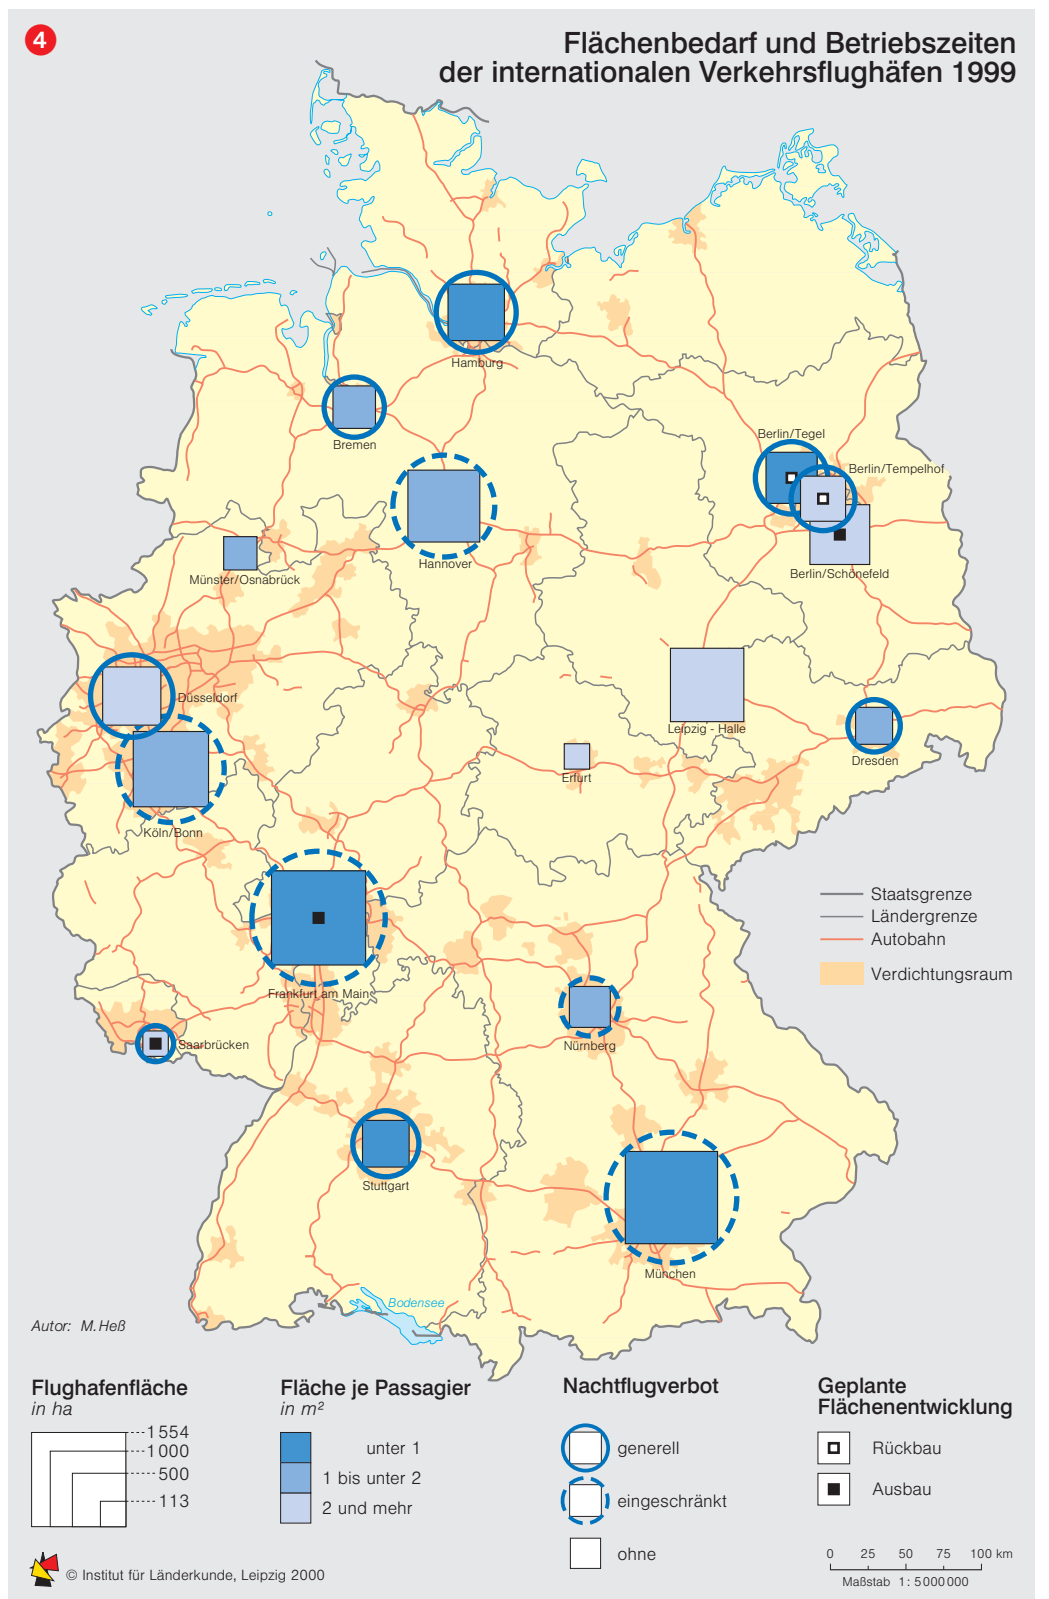 4
Flächenbedarf und Betriebszeiten
der internationalen Verkehrsflughäfen 1999
Hamburg
Bremen
Berlin/Tegel
Berlin/Tempelhof
Hannover
Berlin/Schönefeld
Münster/Osnabrück
Düsseldorf
Leipzig - Halle
Dresden
Erfurt
Köln/Bonn
Staatsgrenze
Ländergrenze
Autobahn
Verdichtungsraum
Frankfurt am Main
Saarbrücken
Nürnberg
Stuttgart
München
Bodensee
Autor: M.Heß
Flughafenfläche
in ha
1554
1000
500
113
Fläche je Passagier
in m²
unter 1
1 bis unter 2
2 und mehr
Nachtflugverbot
generell
eingeschränkt
ohne
Geplante
Flächenentwicklung
Rückbau
Ausbau
© Institut für Länderkunde, Leipzig 2000
0 25 50 75 100 km
Maßstab 1 : 5 000 000